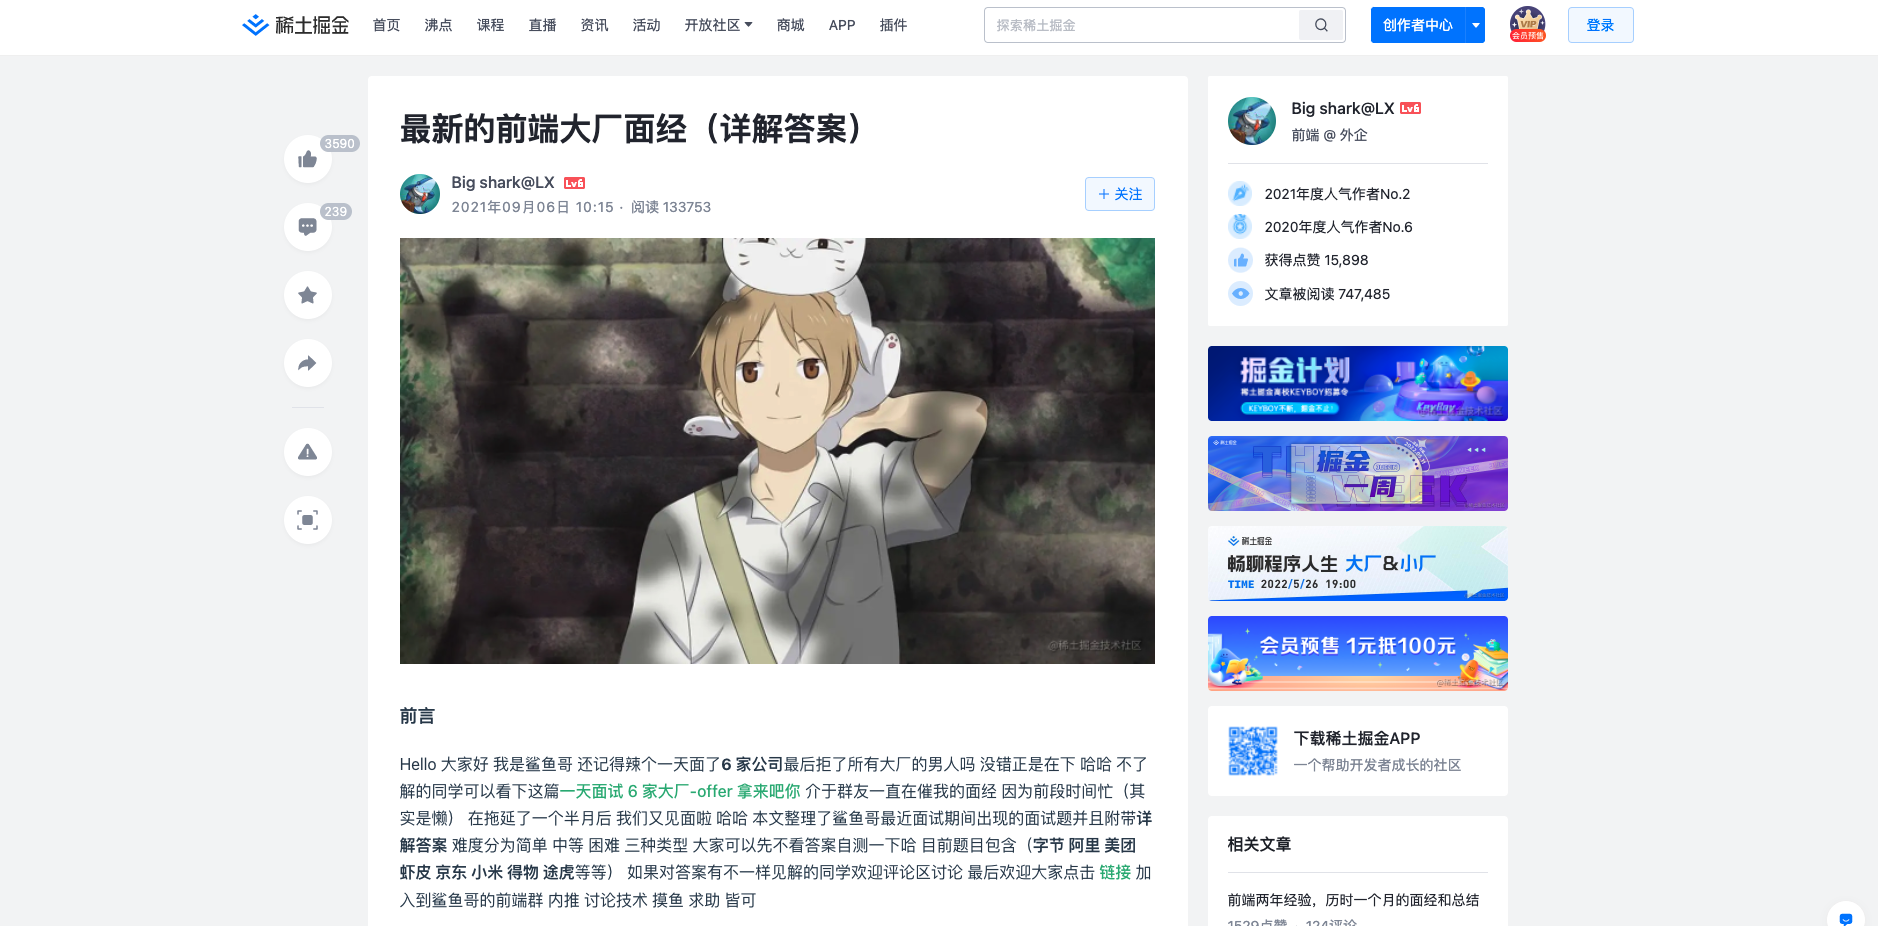 稀土掘金 首页 沸点 课程 直播 资讯 活动 开放社区 商城 APP 插件 探索稀土掘金 创作者中心 VIP 会员预售 登录
3590
239
最新的前端大厂面经（详解答案）
Big shark@LX Lv6
2021年09月06日 10:15 · 阅读 133753
+ 关注
@稀土掘金技术社区
前言
Hello 大家好 我是鲨鱼哥 还记得辣个一天面了6 家公司最后拒了所有大厂的男人吗 没错正是在下 哈哈 不了
解的同学可以看下这篇一天面试 6 家大厂-offer 拿来吧你 介于群友一直在催我的面经 因为前段时间忙（其
实是懒） 在拖延了一个半月后 我们又见面啦 哈哈 本文整理了鲨鱼哥最近面试期间出现的面试题并且附带详
解答案 难度分为简单 中等 困难 三种类型 大家可以先不看答案自测一下哈 目前题目包含（字节 阿里 美团
虾皮 京东 小米 得物 途虎等等） 如果对答案有不一样见解的同学欢迎评论区讨论 最后欢迎大家点击 链接 加
入到鲨鱼哥的前端群 内推 讨论技术 摸鱼 求助 皆可
Big shark@LX Lv6
前端 @ 外企
2021年度人气作者No.2
2020年度人气作者No.6
获得点赞 15,898
文章被阅读 747,485
掘金计划
稀土掘金高校KEYBOY招募令
KEYBOY不断，掘音不止！
KeyBoy
稀土掘金
THE
掘金
一周
WEEK
稀土掘金
畅聊程序人生 大厂&小厂
TIME 2022/5/26 19:00
会员预售 1元抵100元
@稀土掘金技术社区
下载稀土掘金APP
一个帮助开发者成长的社区
相关文章
前端两年经验，历时一个月的面经和总结
1529点赞 · 124评论